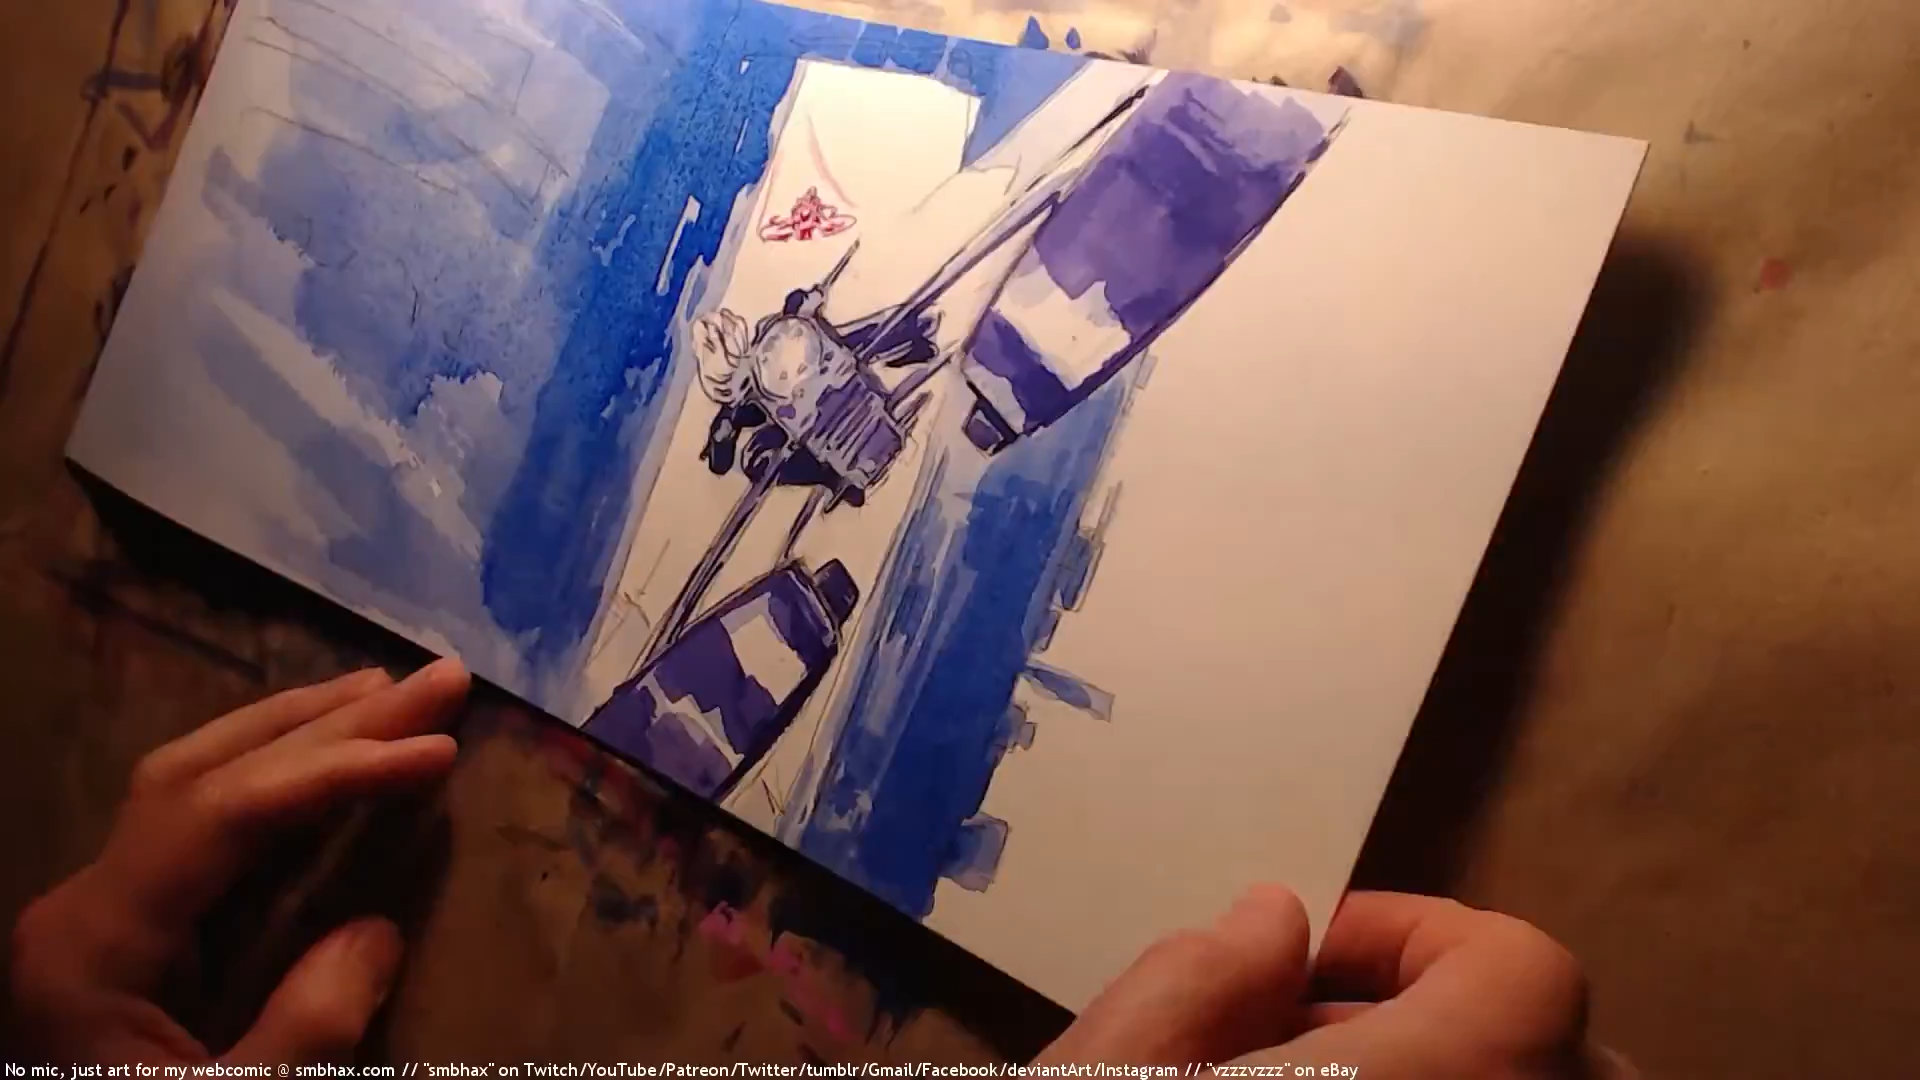 No mic, just art for my webcomic @ smbhax.com // "smbhax" on Twitch/YouTube/Patreon/Twitter/tumblr/Gmail/Facebook/deviantArt/Instagram // "vzzzvzzz" on eBay